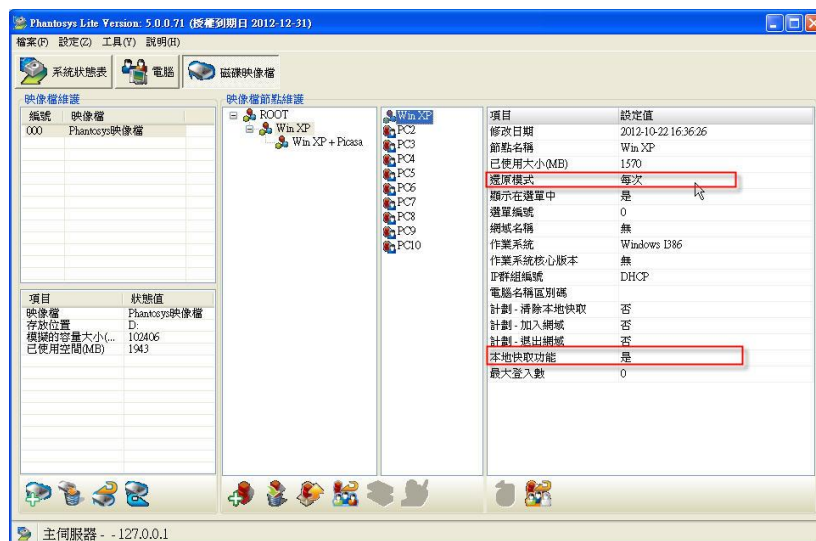 Phantosys Lite Version: 5.0.0.71 (授權到期日 2012-12-31)
檔案(F) 設定(Z) 工具(Y) 說明(H)
系統狀態表 電腦 磁碟映像檔
映像檔維護
編號 映像檔
000 Phantosys映像檔
項目 狀態值
映像檔 Phantosys映像檔
存放位置 D:
模擬的容量大小(... 102406
已使用空間(MB) 1943
映像檔節點維護
ROOT
Win XP
Win XP + Picasa
Win XP
PC2
PC3
PC4
PC5
PC6
PC7
PC8
PC9
PC10
項目 設定值
修改日期 2012-10-22 16:36:26
節點名稱 Win XP
已使用大小(MB) 1570
還原模式 每次
顯示在選單中 是
選單編號 0
網域名稱 無
作業系統 Windows I386
作業系統核心版本 無
IP群組編號 DHCP
電腦名稱區別碼
計劃 - 清除本地快取 否
計劃 - 加入網域 否
計劃 - 退出網域 否
本地快取功能 是
最大登入數 0
主伺服器 - - 127.0.0.1